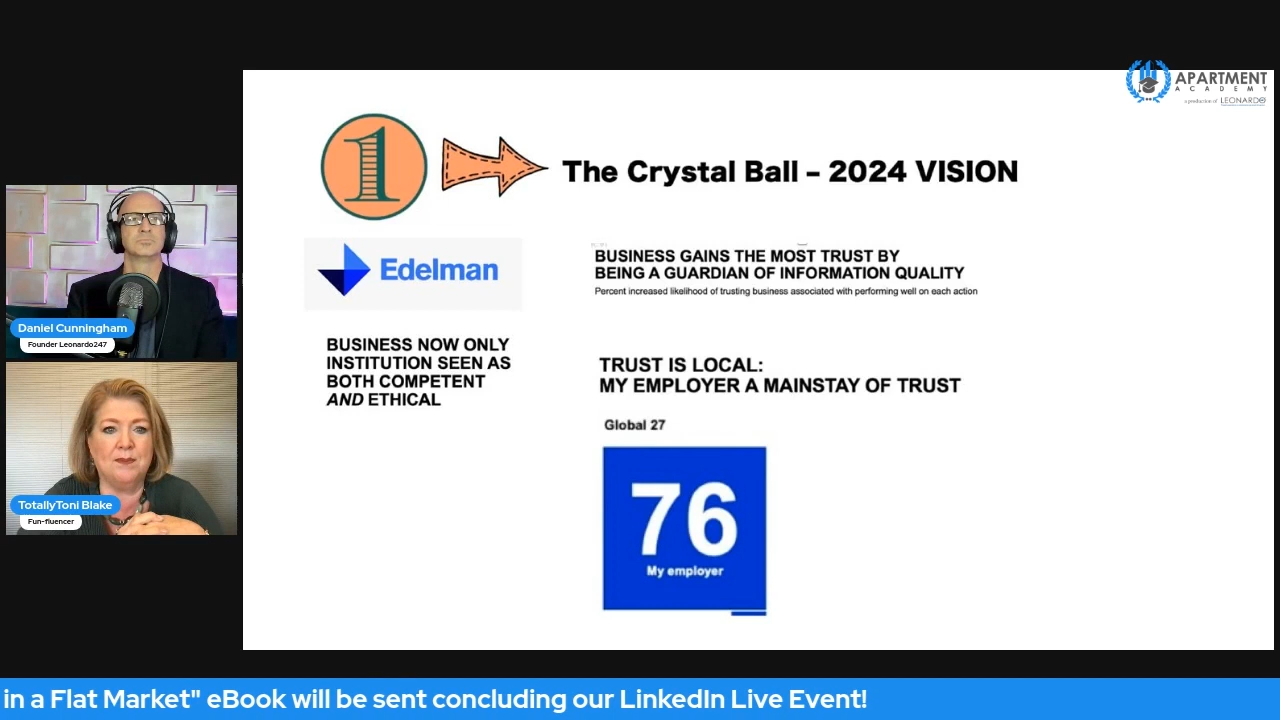 APARTMENT
ACADEMY
a production of LEONARDO
1
The Crystal Ball – 2024 VISION
Edelman
BUSINESS GAINS THE MOST TRUST BY
BEING A GUARDIAN OF INFORMATION QUALITY
Percent increased likelihood of trusting business associated with performing well on each action
BUSINESS NOW ONLY
INSTITUTION SEEN AS
BOTH COMPETENT
AND ETHICAL
TRUST IS LOCAL:
MY EMPLOYER A MAINSTAY OF TRUST
Global 27
76
My employer
Daniel Cunningham
Founder Leonardo247
TotallyToni Blake
Fun-fluencer
in a Flat Market" eBook will be sent concluding our LinkedIn Live Event!